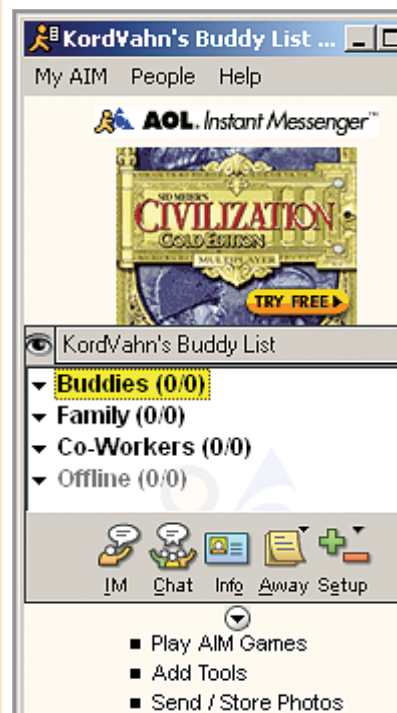 KordVahn's Buddy List ...
My AIM People Help
AOL Instant Messenger™
SID MEIER'S
CIVILIZATION
GOLD EDITION
MULTIPLAYER
TRY FREE
KordVahn's Buddy List
Buddies (0/0)
Family (0/0)
Co-Workers (0/0)
Offline (0/0)
IM Chat Info Away Setup
Play AIM Games
Add Tools
Send / Store Photos